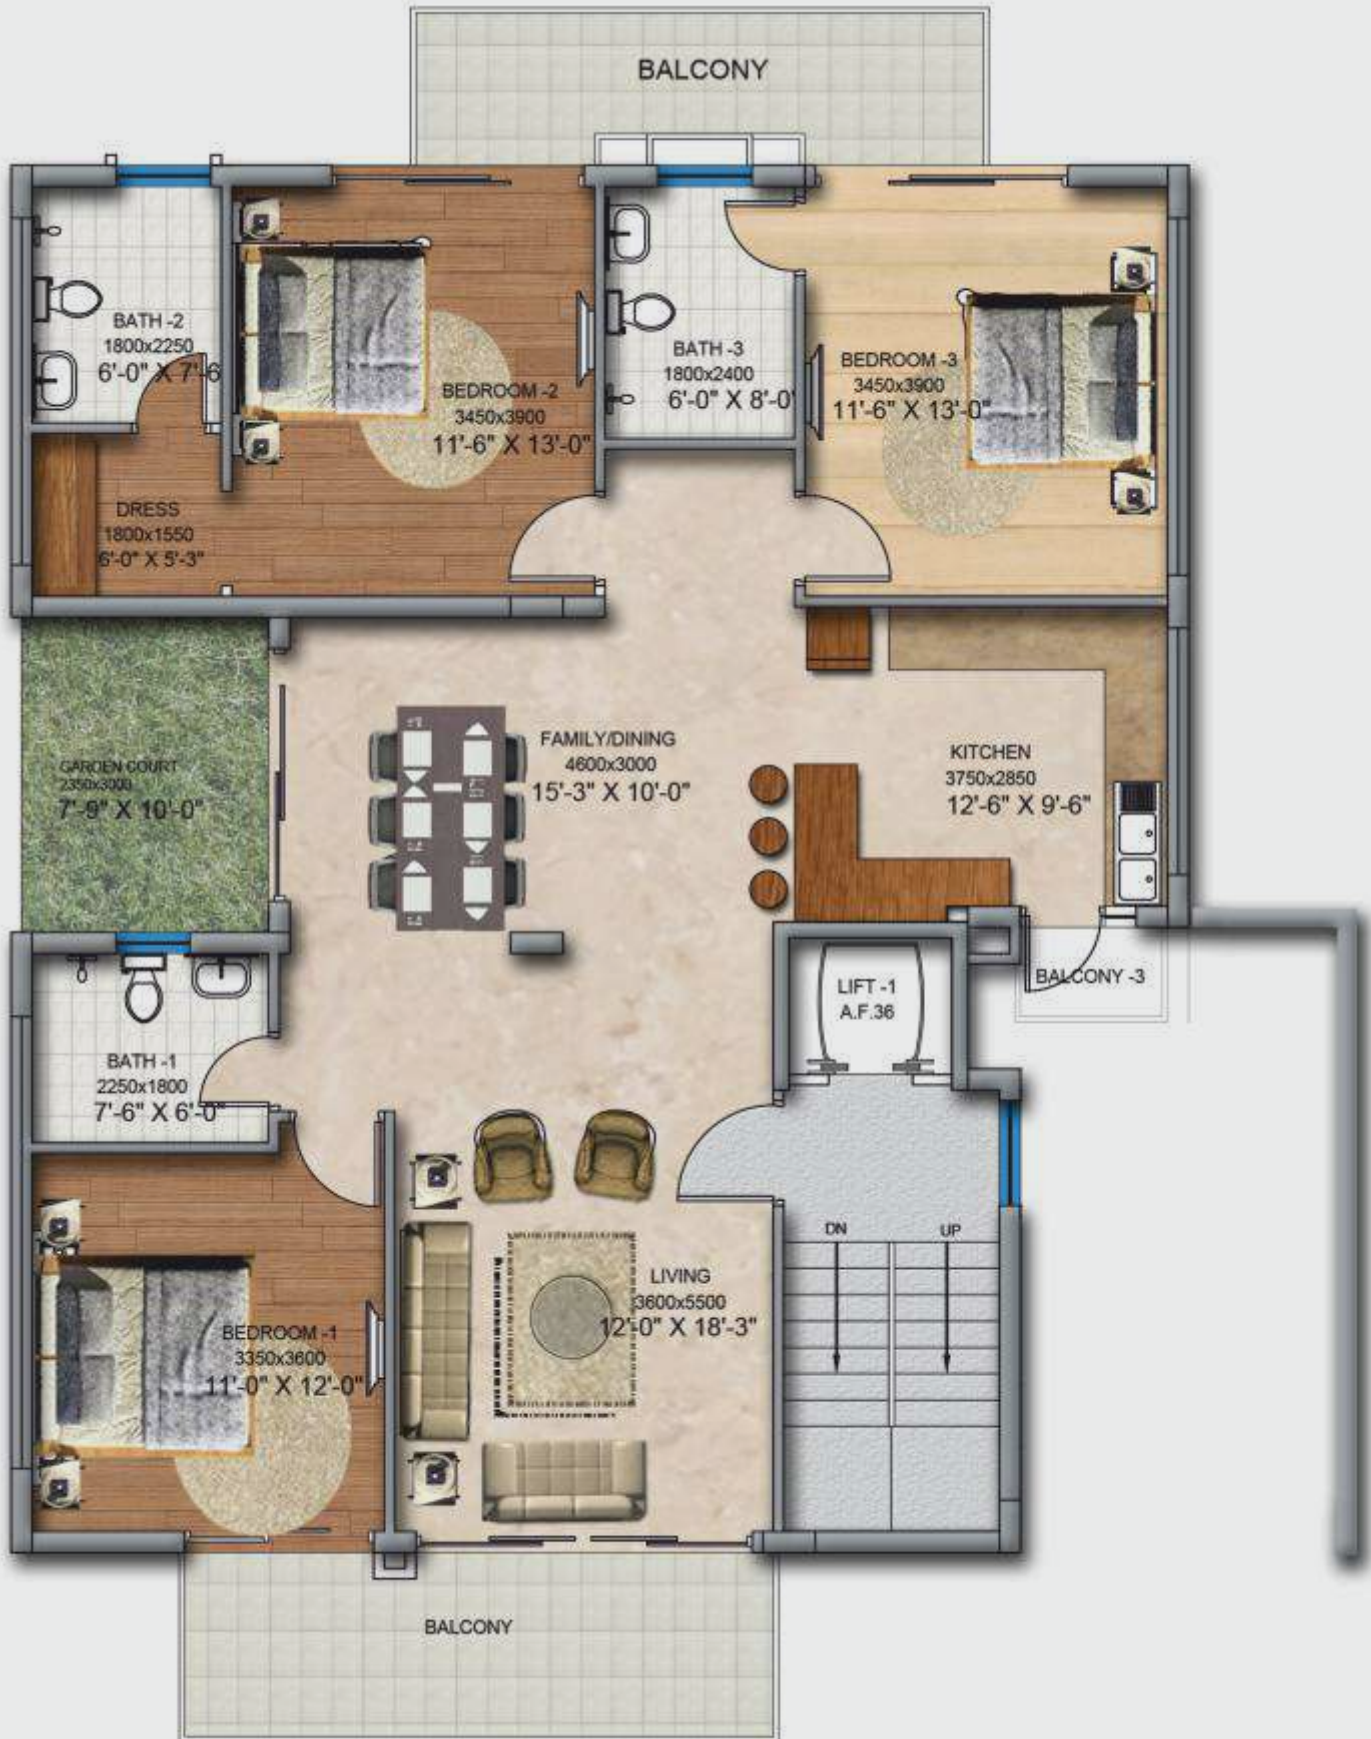 BALCONY
BATH -2
1800x2250
6'-0" X 7'-6
BEDROOM -2
3450x3900
11'-6" X 13'-0"
BATH -3
1800x2400
6'-0" X 8'-0
BEDROOM -3
3450x3900
11'-6" X 13'-0"
DRESS
1800x1550
6'-0" X 5'-3"
GARDEN COURT
2350x3000
7'-9" X 10'-0"
FAMILY/DINING
4600x3000
15'-3" X 10'-0"
KITCHEN
3750x2850
12'-6" X 9'-6"
LIFT -1
A.F.36
BALCONY -3
BATH -1
2250x1800
7'-6" X 6'-0"
DN
UP
LIVING
3600x5500
12'-0" X 18'-3"
BEDROOM -1
3350x3600
11'-0" X 12'-0"
BALCONY